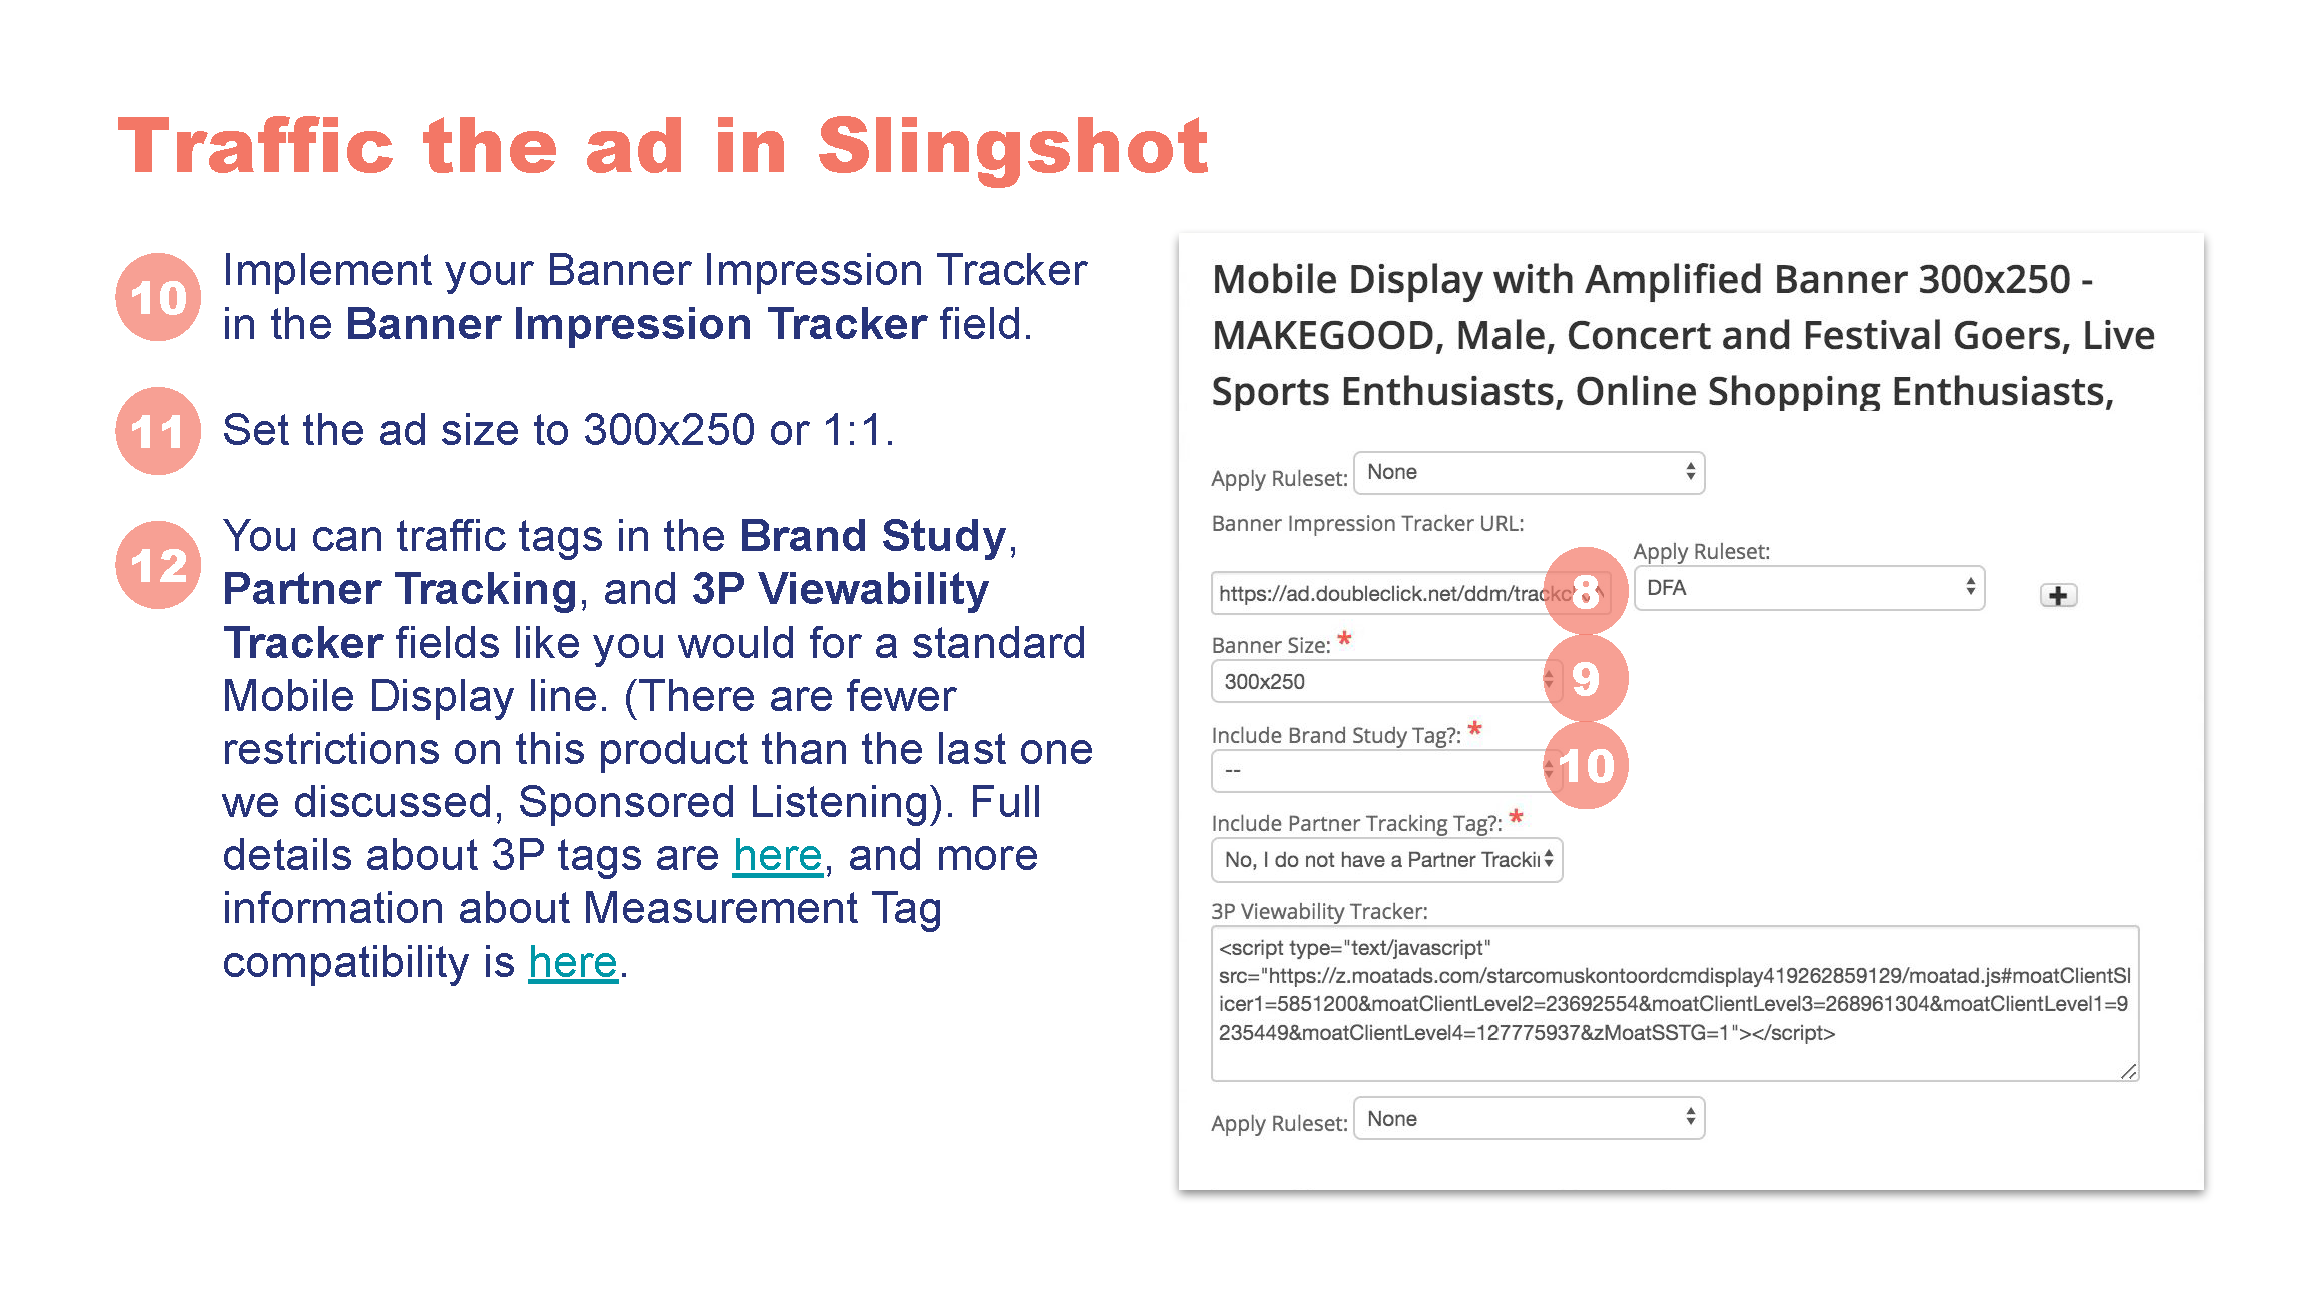 Traffic the ad in Slingshot
10
Implement your Banner Impression Tracker
in the Banner Impression Tracker field.
11
Set the ad size to 300x250 or 1:1.
12
You can traffic tags in the Brand Study,
Partner Tracking, and 3P Viewability
Tracker fields like you would for a standard
Mobile Display line. (There are fewer
restrictions on this product than the last one
we discussed, Sponsored Listening). Full
details about 3P tags are here, and more
information about Measurement Tag
compatibility is here.
Mobile Display with Amplified Banner 300x250 -
MAKEGOOD, Male, Concert and Festival Goers, Live
Sports Enthusiasts, Online Shopping Enthusiasts,
Apply Ruleset: None
Banner Impression Tracker URL:
Apply Ruleset:
https://ad.doubleclick.net/ddm/trackc
8
DFA
Banner Size: *
300x250
9
Include Brand Study Tag?: *
--
10
Include Partner Tracking Tag?: *
No, I do not have a Partner Trackin
3P Viewability Tracker:
<script type="text/javascript"
src="https://z.moatads.com/starcomuskontoordcmdisplay419262859129/moatad.js#moatClientSl
icer1=5851200&moatClientLevel2=23692554&moatClientLevel3=268961304&moatClientLevel1=9
235449&moatClientLevel4=127775937&zMoatSSTG=1"></script>
Apply Ruleset: None